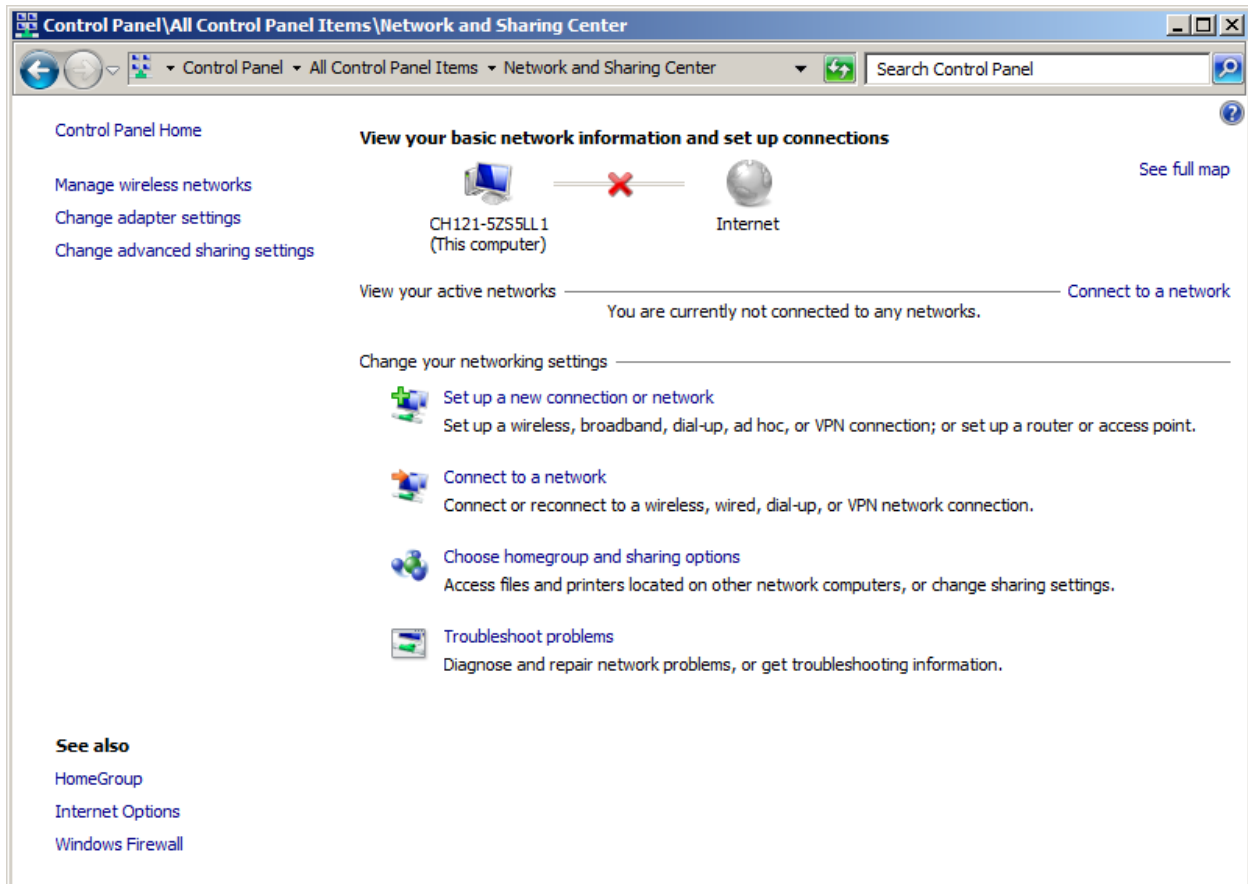 Control Panel\All Control Panel Items\Network and Sharing Center
Control Panel All Control Panel Items Network and Sharing Center Search Control Panel
Control Panel Home
Manage wireless networks
Change adapter settings
Change advanced sharing settings
View your basic network information and set up connections
See full map
CH121-5ZS5LL1
(This computer)
Internet
View your active networks
Connect to a network
You are currently not connected to any networks.
Change your networking settings
Set up a new connection or network
Set up a wireless, broadband, dial-up, ad hoc, or VPN connection; or set up a router or access point.
Connect to a network
Connect or reconnect to a wireless, wired, dial-up, or VPN network connection.
Choose homegroup and sharing options
Access files and printers located on other network computers, or change sharing settings.
Troubleshoot problems
Diagnose and repair network problems, or get troubleshooting information.
See also
HomeGroup
Internet Options
Windows Firewall